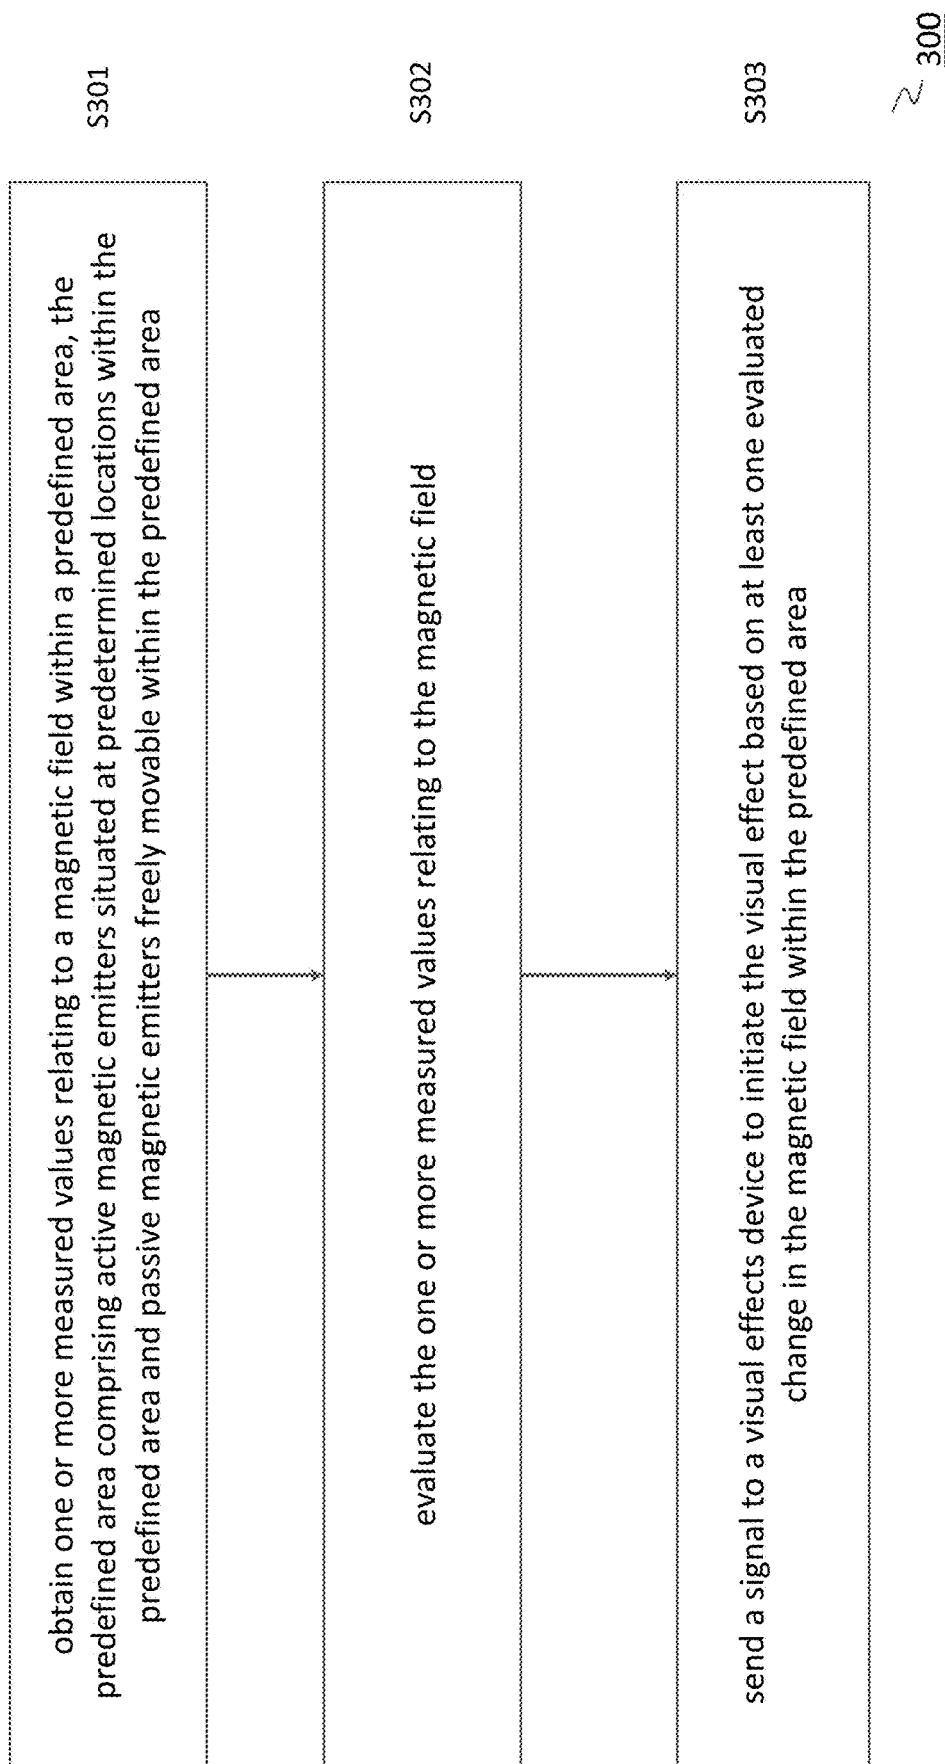 obtain one or more measured values relating to a magnetic field within a predefined area, the
predefined area comprising active magnetic emitters situated at predetermined locations within the
predefined area and passive magnetic emitters freely movable within the predefined area
S301
evaluate the one or more measured values relating to the magnetic field
S302
send a signal to a visual effects device to initiate the visual effect based on at least one evaluated
change in the magnetic field within the predefined area
S303
300